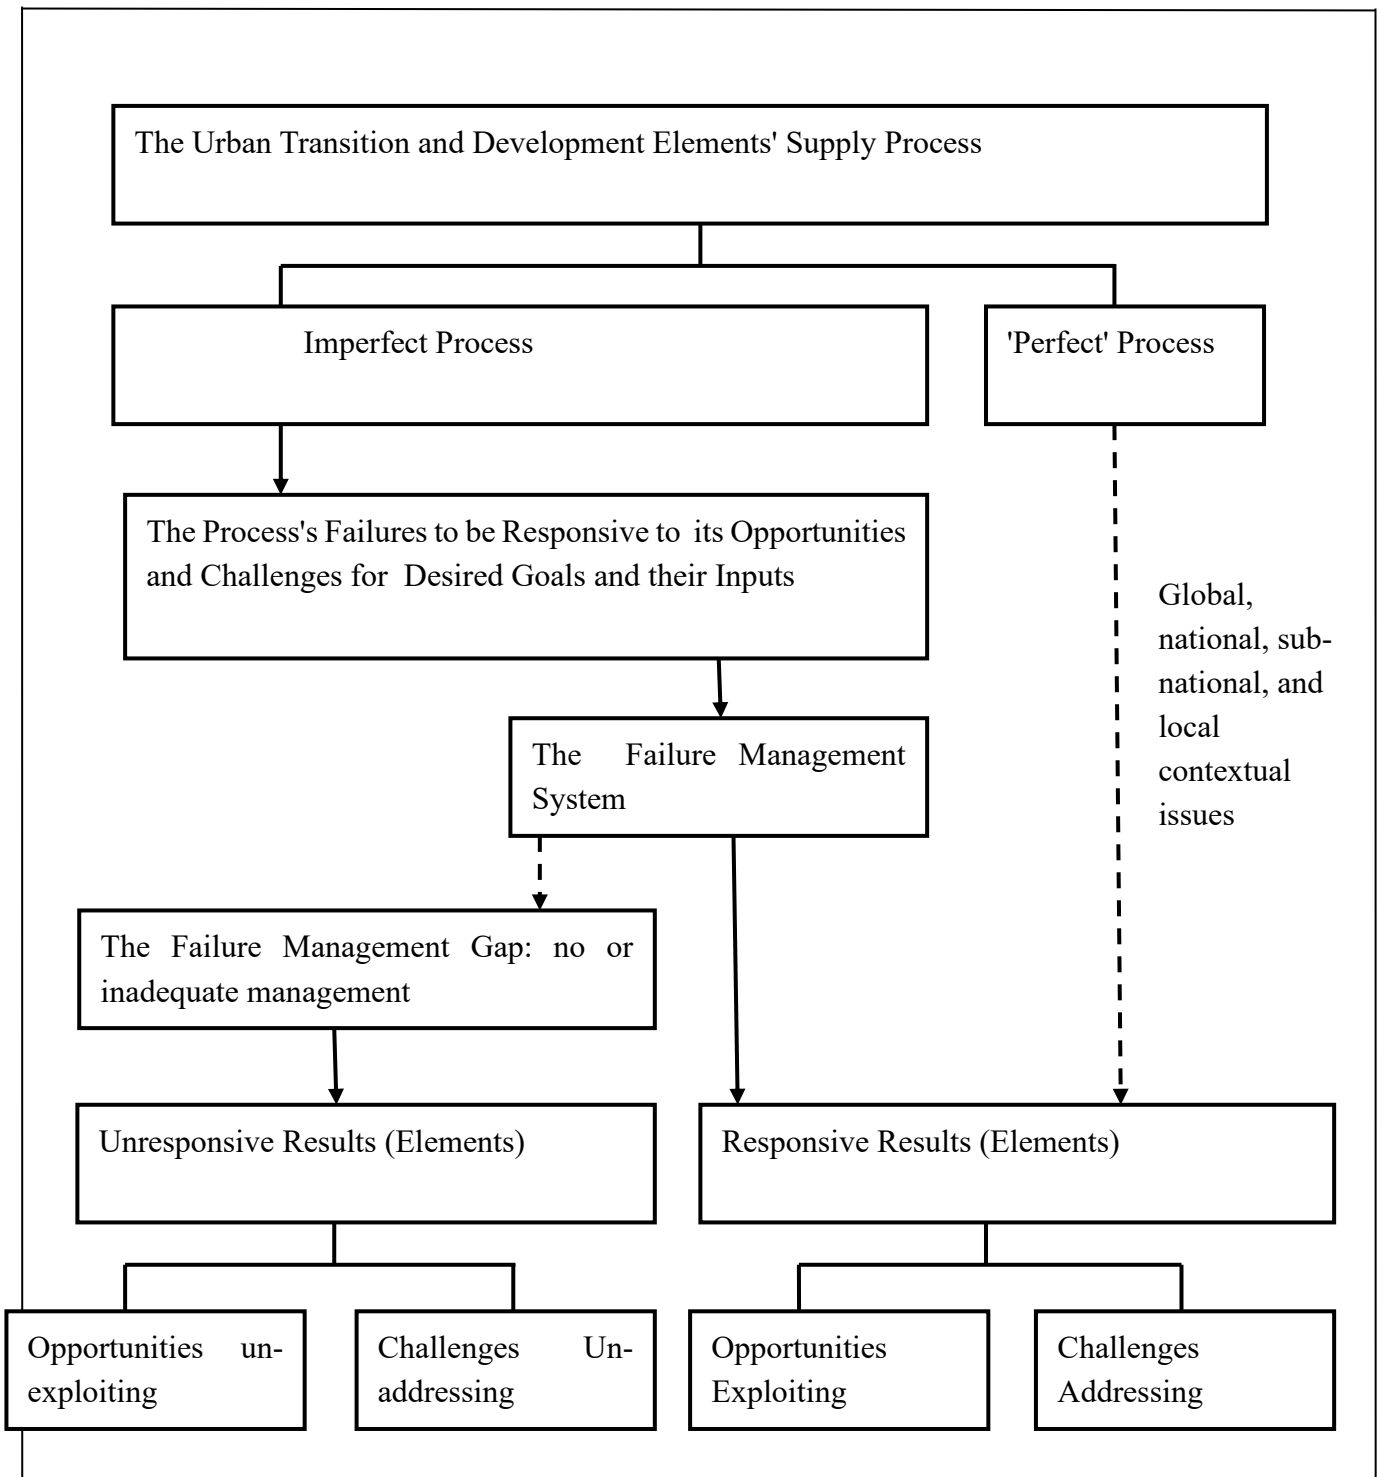 The Urban Transition and Development Elements' Supply Process
Imperfect Process
'Perfect' Process
The Process's Failures to be Responsive to its Opportunities
and Challenges for Desired Goals and their Inputs
Global,
national, sub-
national, and
local
contextual
issues
The Failure Management
System
The Failure Management Gap: no or
inadequate management
Unresponsive Results (Elements)
Responsive Results (Elements)
Opportunities un-
exploiting
Challenges Un-
addressing
Opportunities
Exploiting
Challenges
Addressing